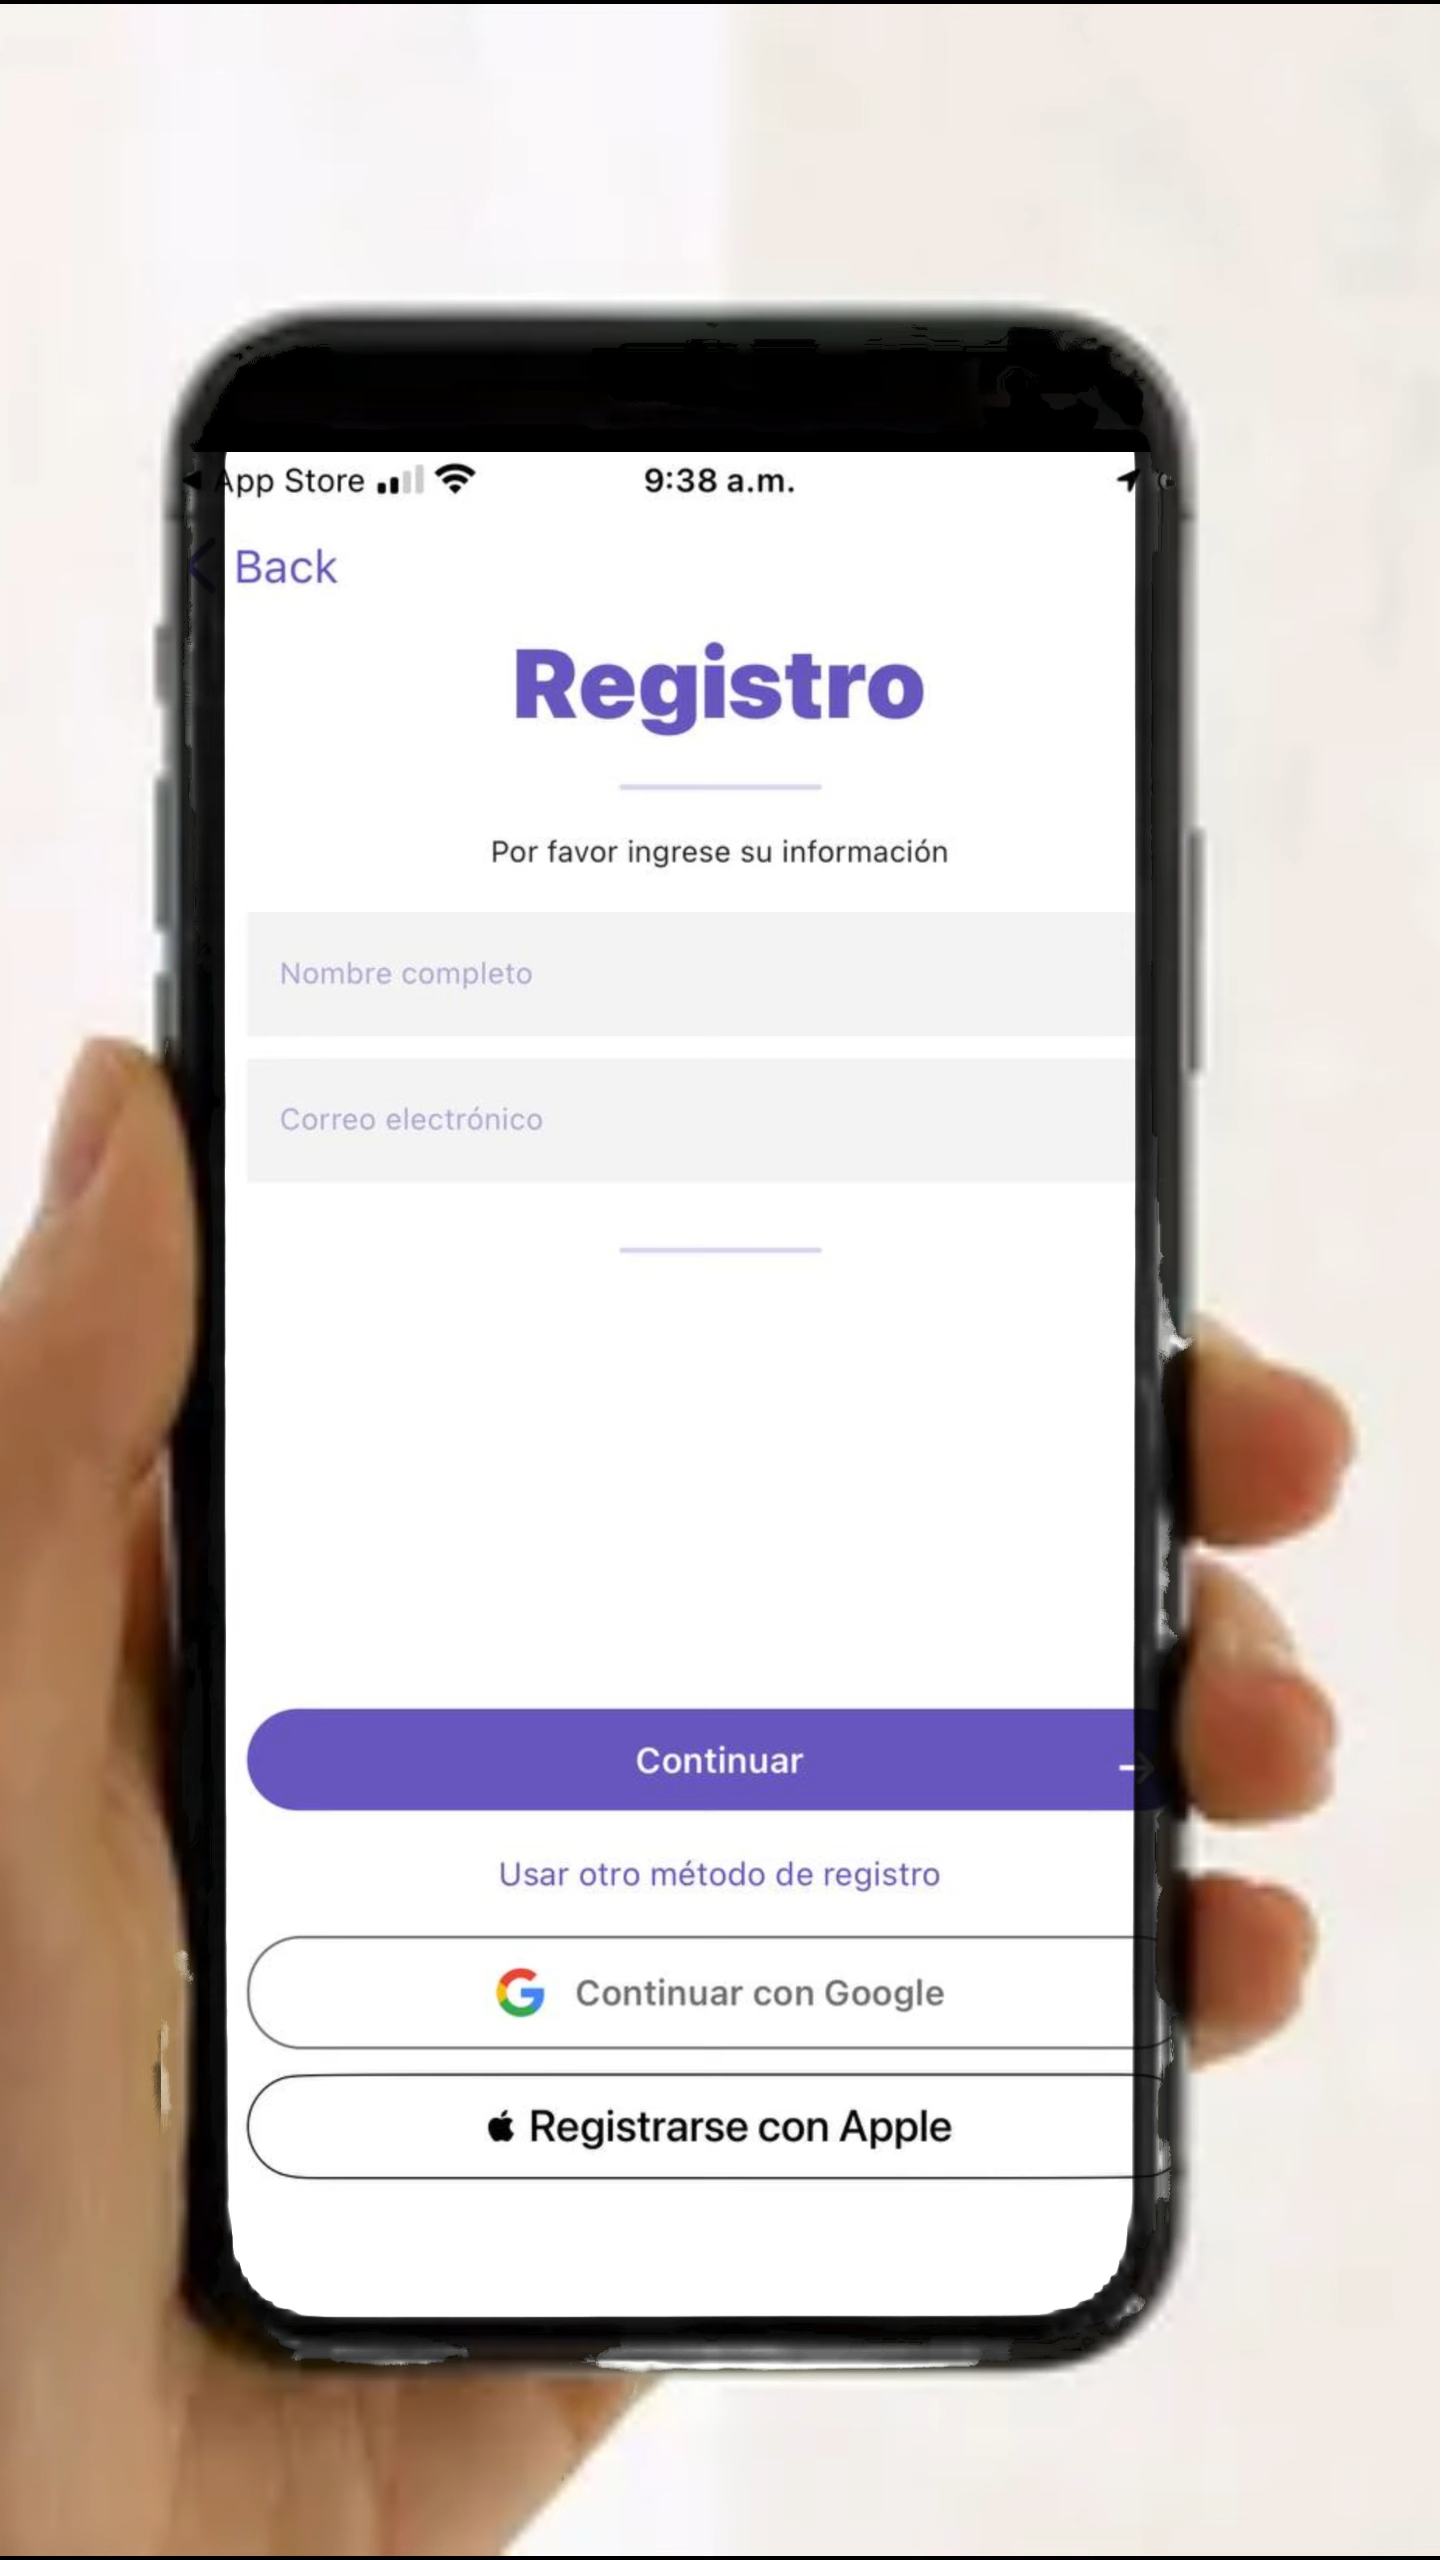 App Store
9:38 a.m.
Back
Registro
Por favor ingrese su información
Nombre completo
Correo electrónico
Continuar
Usar otro método de registro
Continuar con Google
Registrarse con Apple